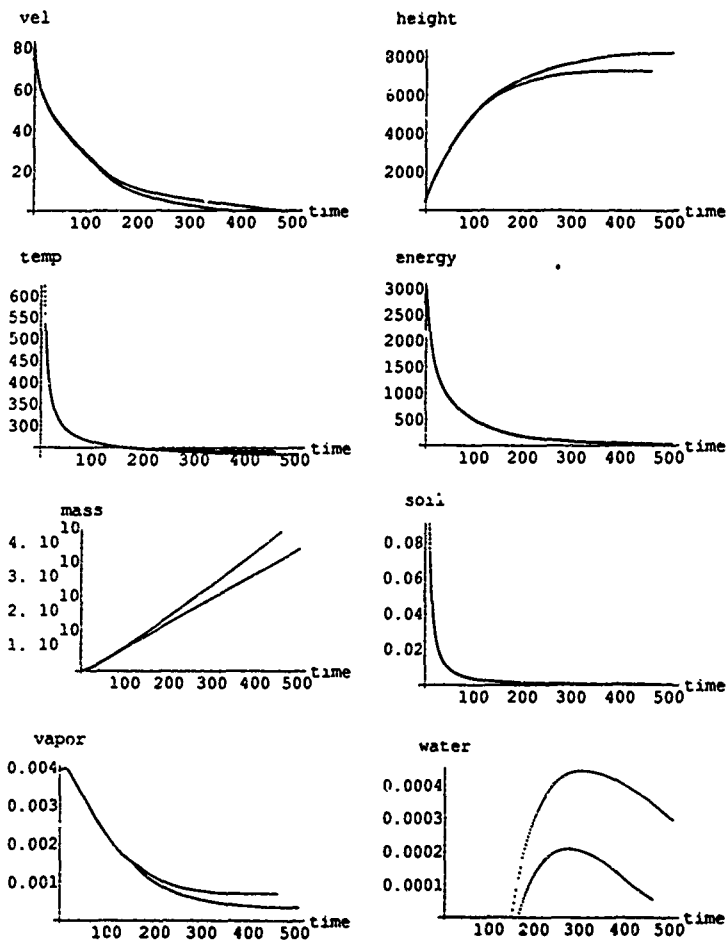 vel
80
60
40
20
100 200 300 400 500 time
height
8000
6000
4000
2000
100 200 300 400 500 time
temp
600
550
500
450
400
350
300
100 200 300 400 500 time
energy
3000
2500
2000
1500
1000
500
100 200 300 400 500 time
mass
4. 10^10
3. 10^10
2. 10^10
1. 10^10
100 200 300 400 500 time
soil
0.08
0.06
0.04
0.02
100 200 300 400 500 time
vapor
0.004
0.003
0.002
0.001
100 200 300 400 500 time
water
0.0004
0.0003
0.0002
0.0001
100 200 300 400 500 time